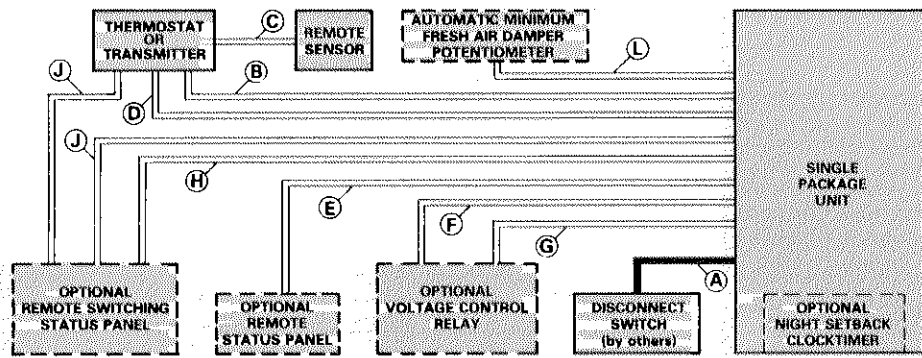 THERMOSTAT
OR
TRANSMITTER
C
REMOTE
SENSOR
AUTOMATIC MINIMUM
FRESH AIR DAMPER
POTENTIOMETER
L
J
B
D
J
H
E
F
G
A
SINGLE
PACKAGE
UNIT
OPTIONAL
REMOTE SWITCHING
STATUS PANEL
OPTIONAL
REMOTE
STATUS PANEL
OPTIONAL
VOLTAGE CONTROL
RELAY
DISCONNECT
SWITCH
(by others)
OPTIONAL
NIGHT SETBACK
CLOCKTIMER